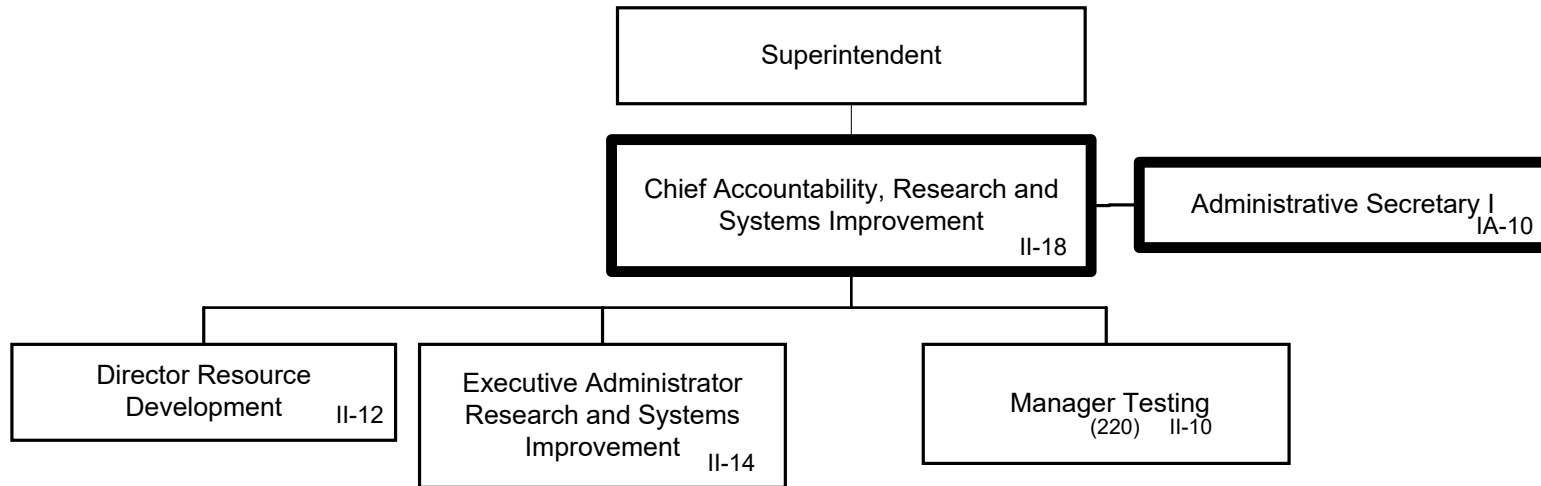 Superintendent
Chief Accountability, Research and
Systems Improvement
II-18
Administrative Secretary I
IA-10
Director Resource
Development
II-12
Executive Administrator
Research and Systems
Improvement
II-14
Manager Testing
(220) II-10